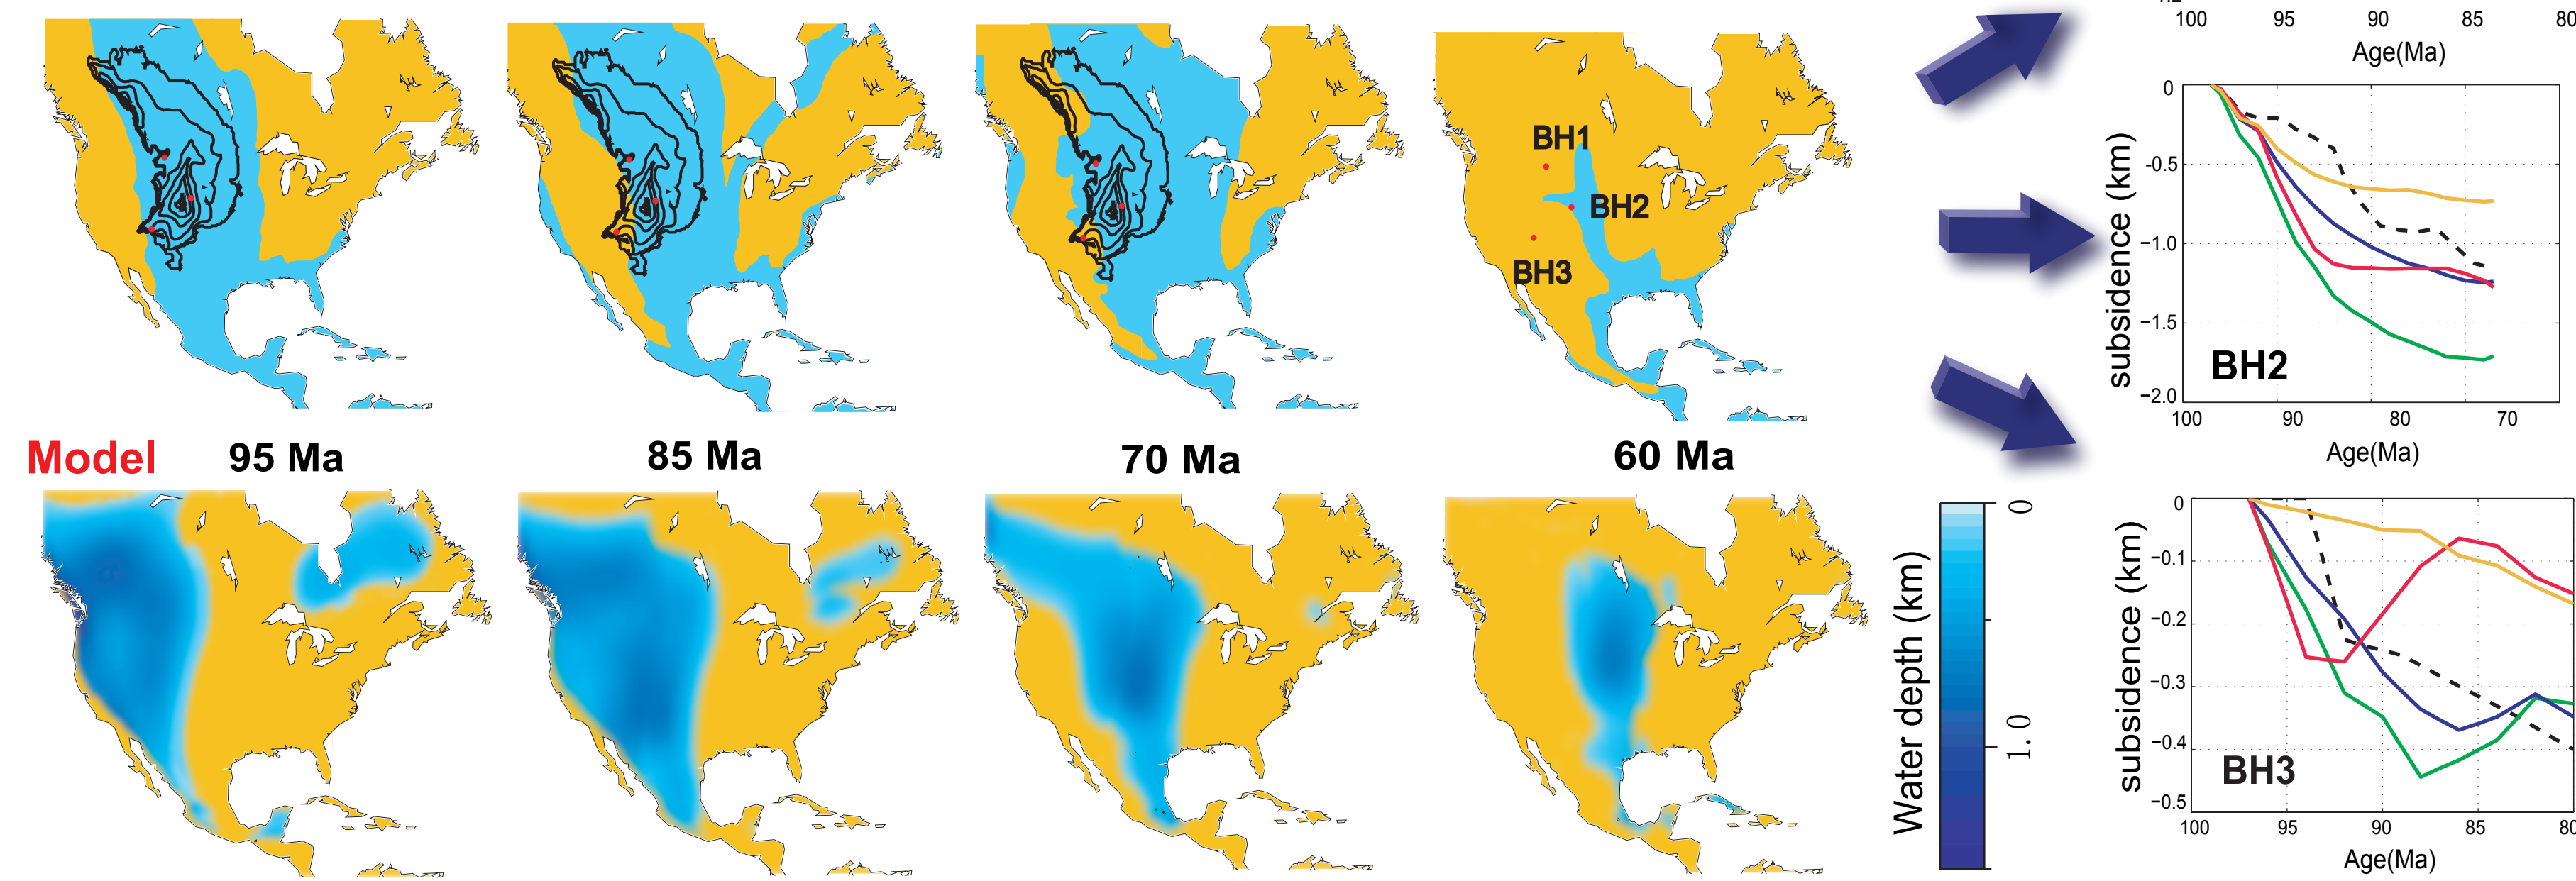 100 95 90 85 80
Age(Ma)
BH1
BH2
BH3
0
−0.5
−1.0
−1.5
−2.0
subsidence (km)
BH2
100 90 80 70
Age(Ma)
Model 95 Ma 85 Ma 70 Ma 60 Ma
Water depth (km)
0
1.0
0
−0.1
−0.2
−0.3
−0.4
−0.5
subsidence (km)
BH3
100 95 90 85 80
Age(Ma)